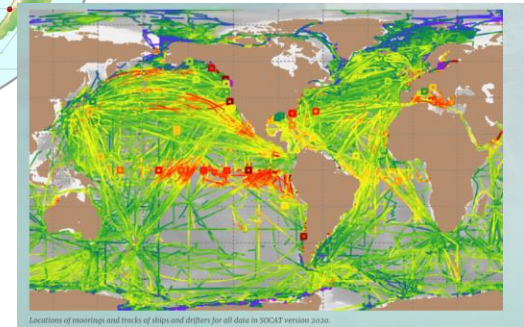 Locations of moorings and tracks of ships and drifters for all data in SOCAT version 2020.